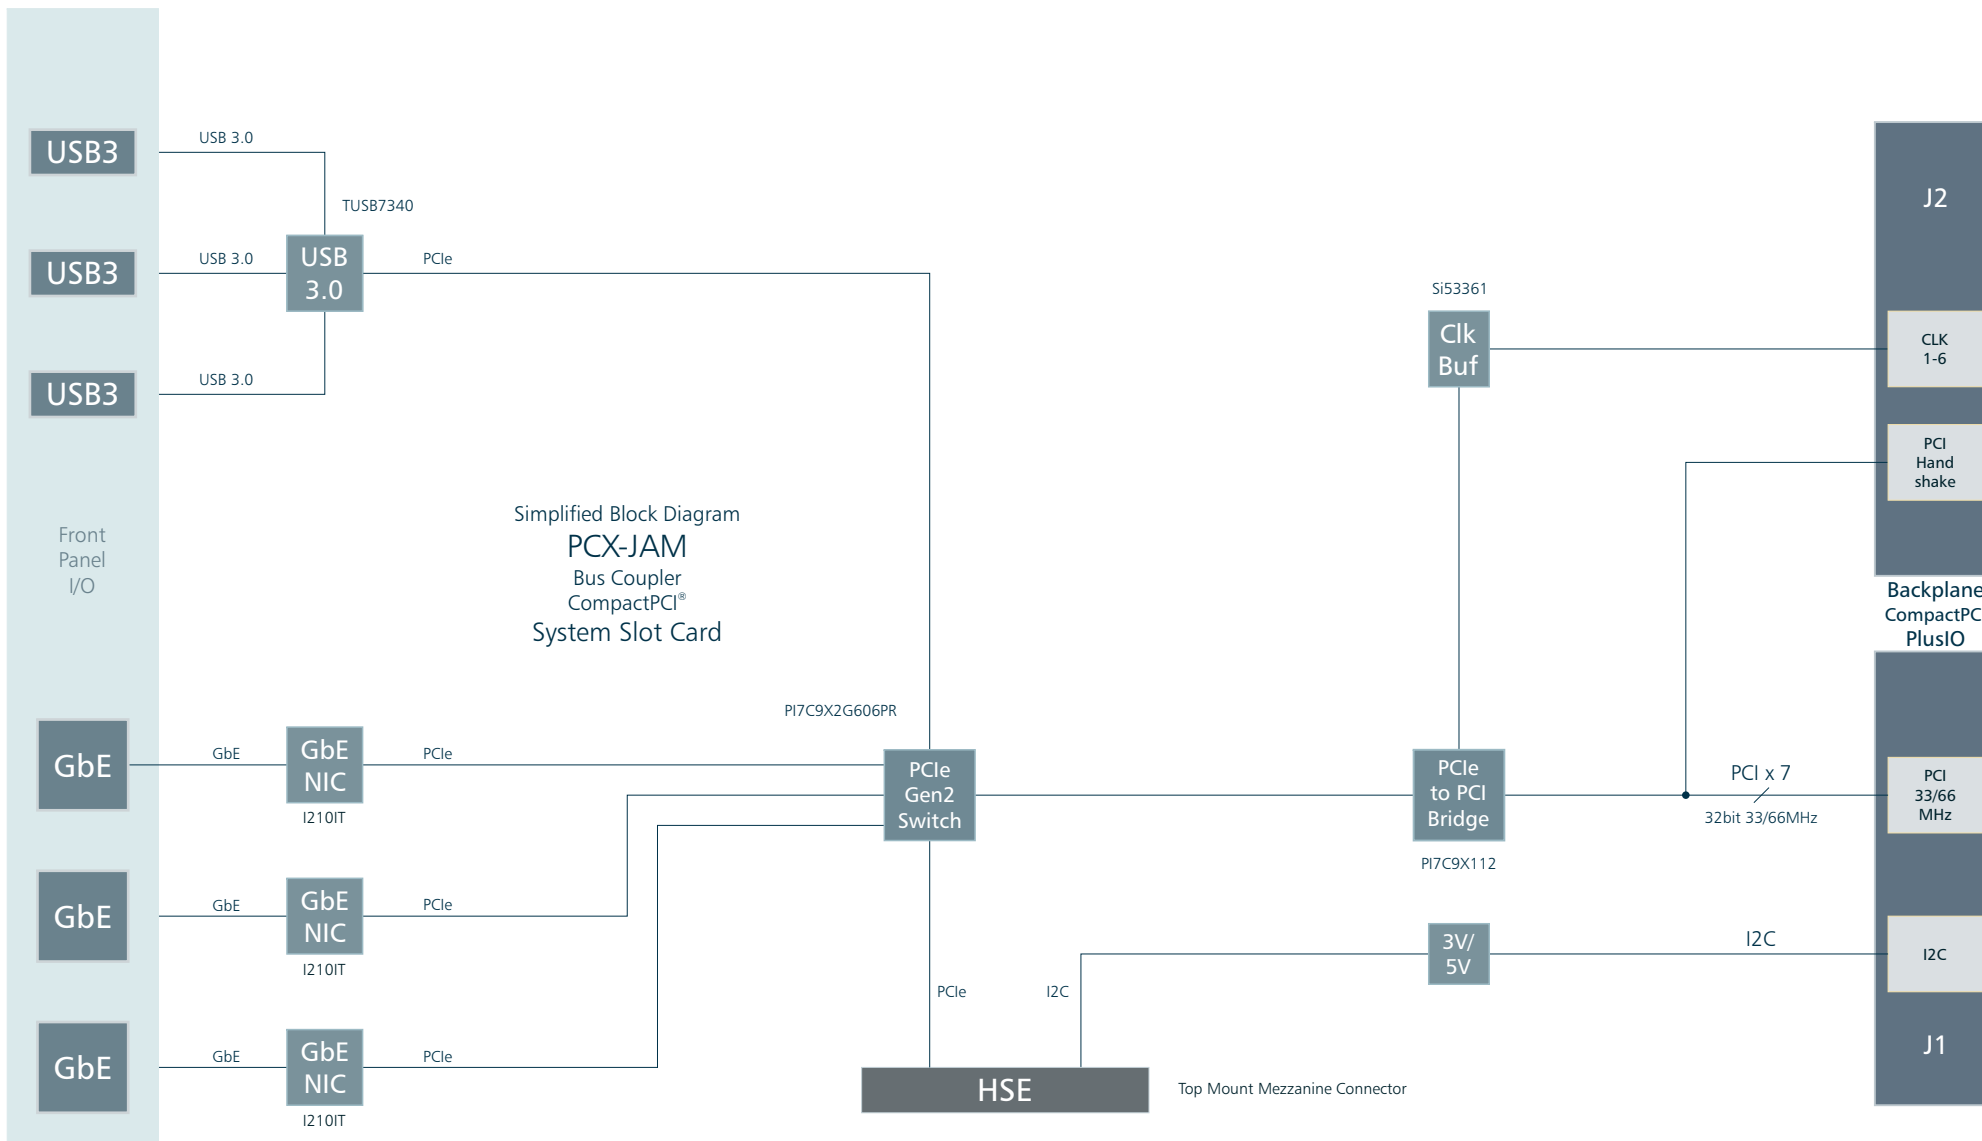 USB3
USB 3.0
TUSB7340
J2
USB3
USB 3.0
USB
3.0
PCIe
Si53361
Clk
Buf
CLK
1-6
USB3
USB 3.0
PCI
Hand
shake
Front
Panel
I/O
Simplified Block Diagram
PCX-JAM
Bus Coupler
CompactPCI®
System Slot Card
Backplane
CompactPC
PlusIO
PI7C9X2G606PR
GbE
GbE
GbE
NIC
I210IT
PCIe
PCIe
Gen2
Switch
PCIe
to PCI
Bridge
PI7C9X112
PCI x 7
32bit 33/66MHz
PCI
33/66
MHz
GbE
GbE
GbE
NIC
I210IT
PCIe
3V/
5V
I2C
I2C
PCIe
I2C
GbE
GbE
GbE
NIC
I210IT
PCIe
HSE
Top Mount Mezzanine Connector
J1